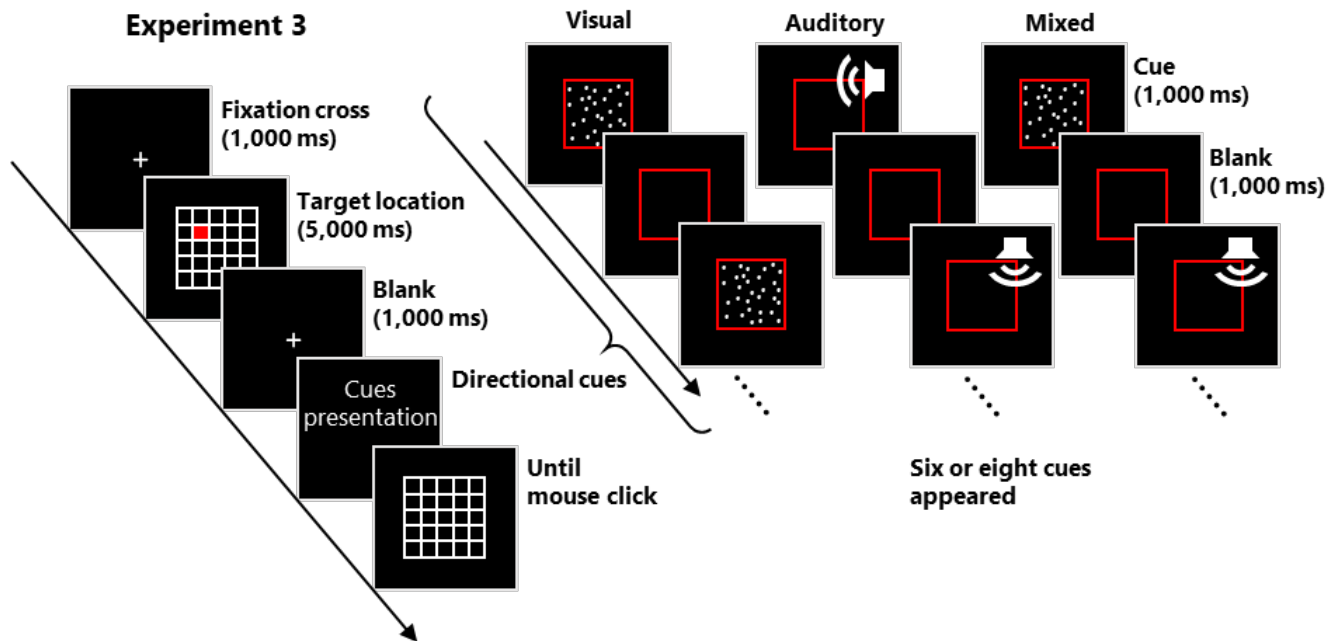 Experiment 3
Fixation cross
(1,000 ms)
Target location
(5,000 ms)
Blank
(1,000 ms)
Cues
presentation
Directional cues
Until
mouse click
Visual
Auditory
Mixed
Cue
(1,000 ms)
Blank
(1,000 ms)
Six or eight cues
appeared